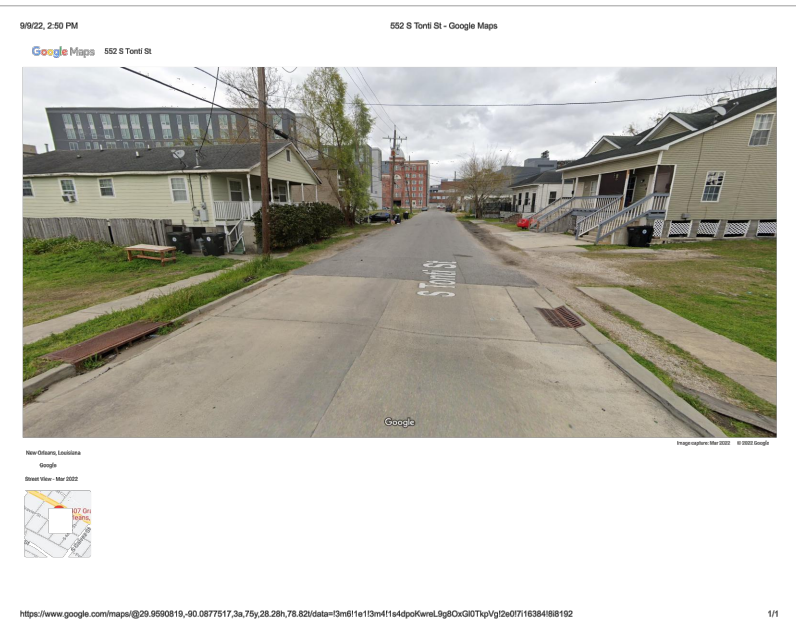 9/9/22, 2:50 PM
552 S Tonti St - Google Maps
Google Maps 552 S Tonti St
S Tonti St
Google
Image capture: Mar 2022 © 2022 Google
New Orleans, Louisiana
Google
Street View - Mar 2022
https://www.google.com/maps/@29.9590819,-90.0877517,3a,75y,28.28h,78.82t/data=!3m6!1e1!3m4!1s4dpoKwreL9g8OxGl0TkpVg!2e0!7i16384!8i8192
1/1